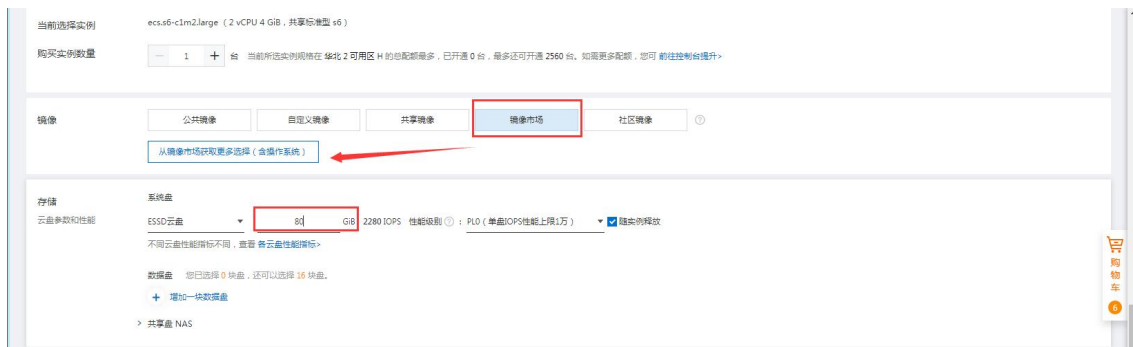 当前选择实例 ecs.s6-c1m2.large （2 vCPU 4 GiB，共享标准型 s6）
购买实例数量 − 1 + 台 当前所选实例规格在 华北 2 可用区 H 的总配额最多，已开通 0 台，最多还可开通 2560 台。如需更多配额，您可 前往控制台提升>
镜像 公共镜像 自定义镜像 共享镜像 镜像市场 社区镜像 ?
从镜像市场获取更多选择（含操作系统）
存储 系统盘
云盘参数和性能 ESSD云盘 80 GiB 2280 IOPS 性能级别 ? ： PL0（单盘IOPS性能上限1万） 随实例释放
不同云盘性能指标不同，查看 各云盘性能指标>
数据盘 您已选择 0 块盘，还可以选择 16 块盘。
+ 增加一块数据盘
> 共享盘 NAS
购
物
车
6